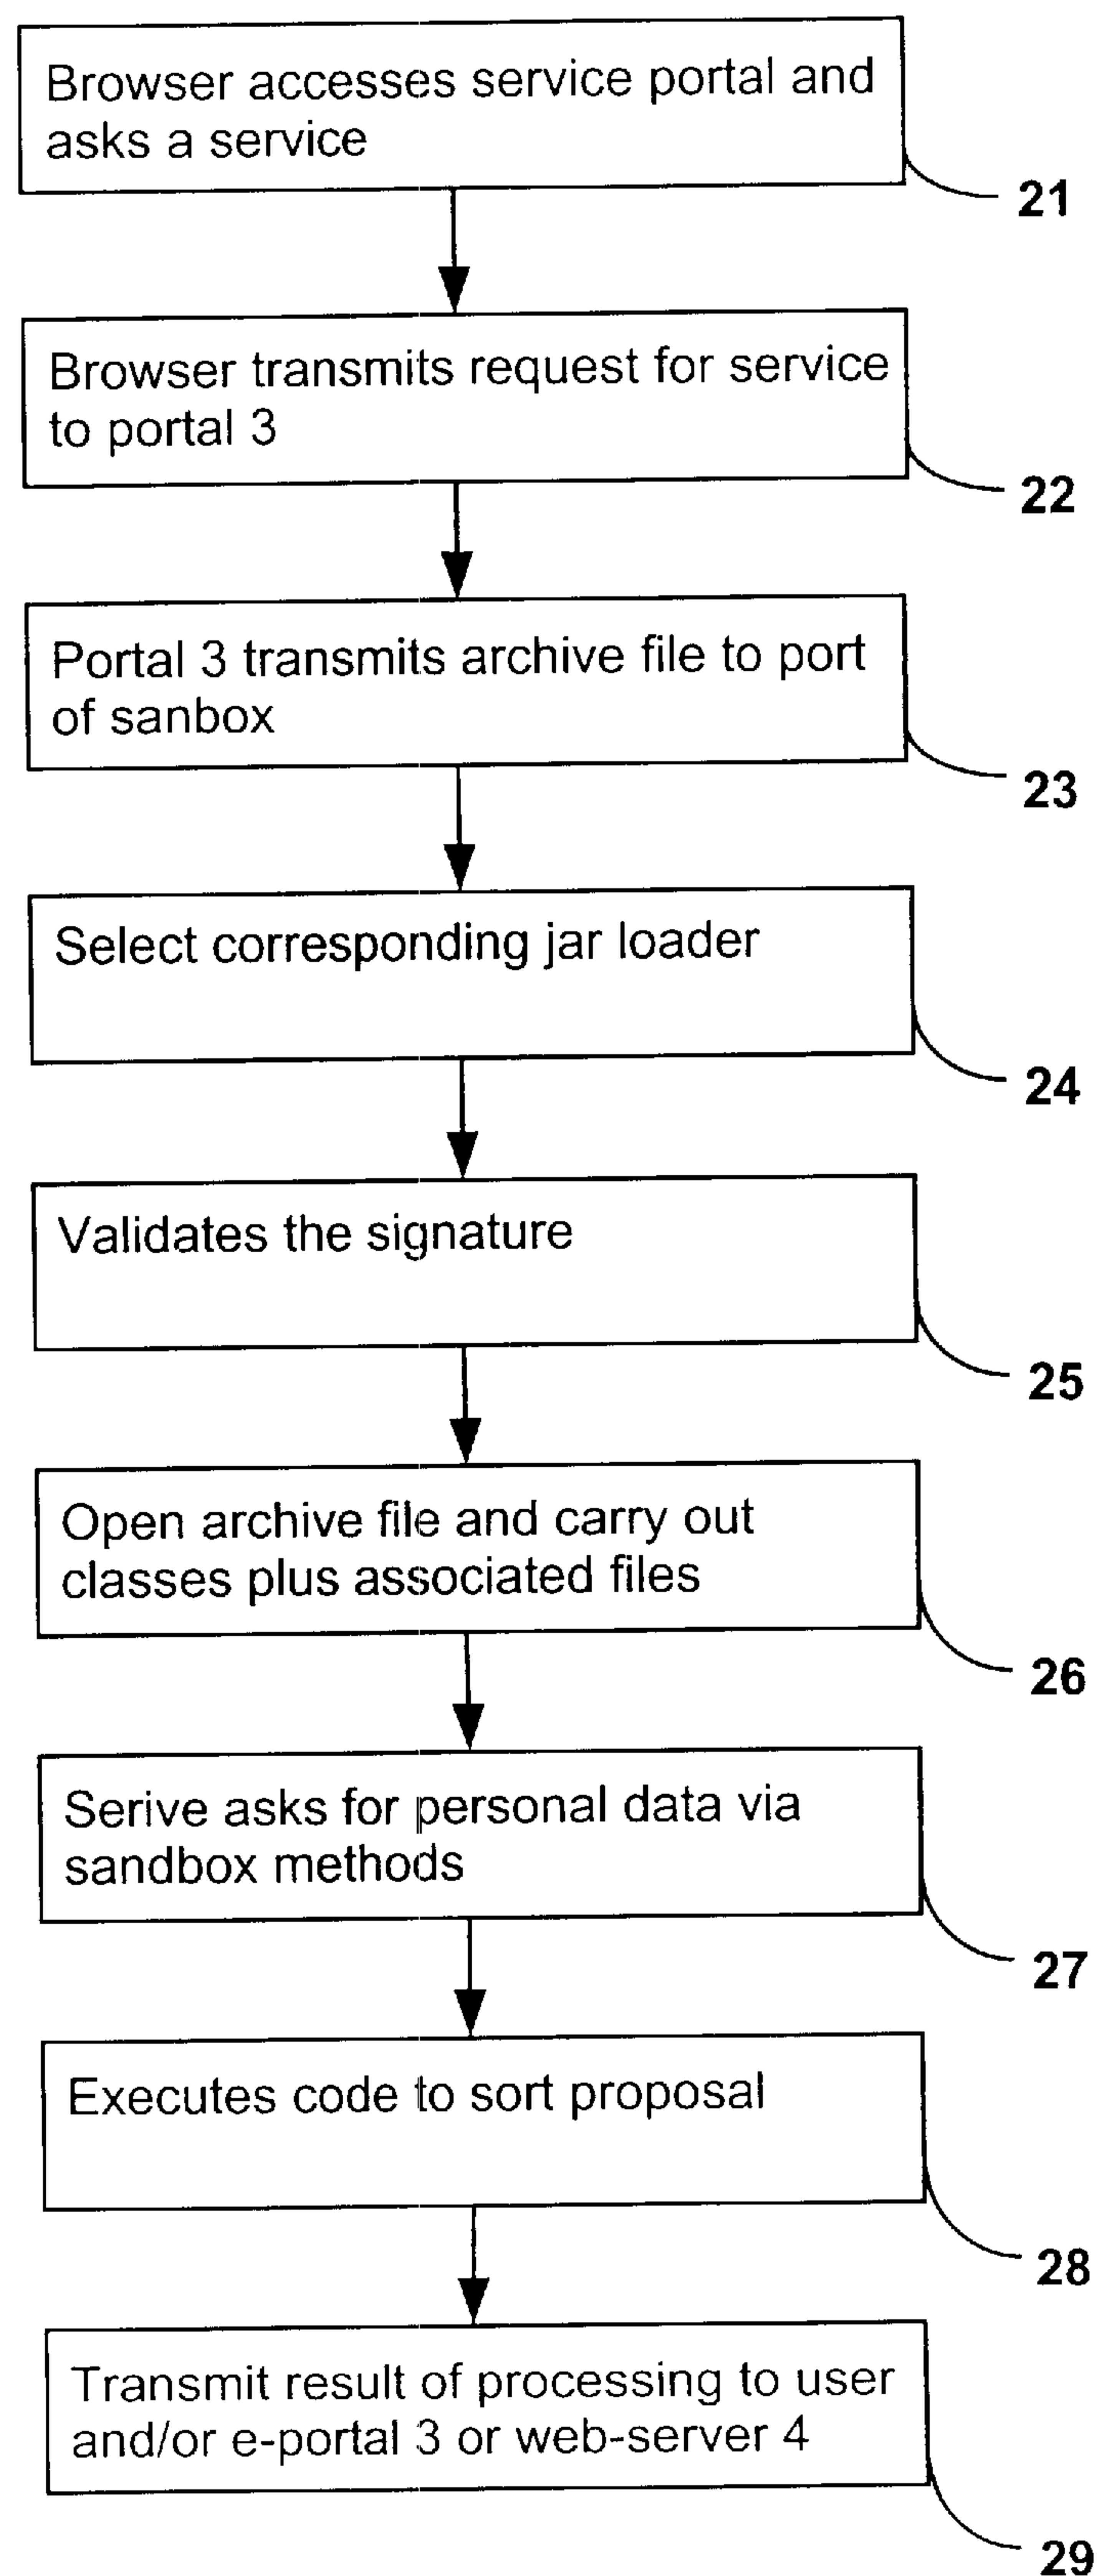 Browser accesses service portal and
asks a service
21
Browser transmits request for service
to portal 3
22
Portal 3 transmits archive file to port
of sanbox
23
Select corresponding jar loader
24
Validates the signature
25
Open archive file and carry out
classes plus associated files
26
Serive asks for personal data via
sandbox methods
27
Executes code to sort proposal
28
Transmit result of processing to user
and/or e-portal 3 or web-server 4
29